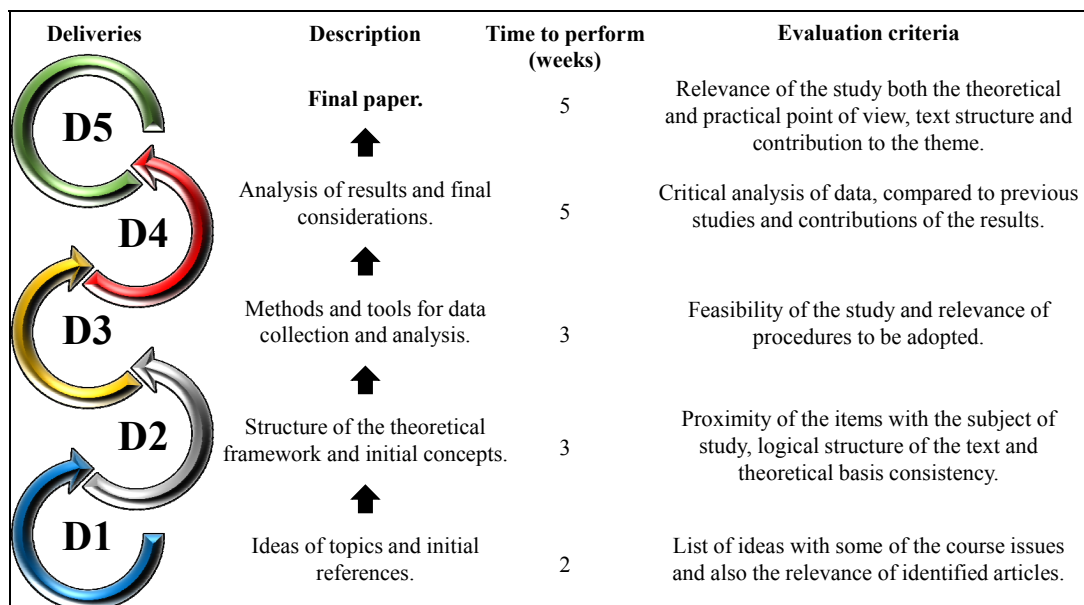 Deliveries
Description
Time to perform
(weeks)
Evaluation criteria
D5
Final paper.
5
Relevance of the study both the theoretical
and practical point of view, text structure and
contribution to the theme.
D4
Analysis of results and final
considerations.
5
Critical analysis of data, compared to previous
studies and contributions of the results.
D3
Methods and tools for data
collection and analysis.
3
Feasibility of the study and relevance of
procedures to be adopted.
D2
Structure of the theoretical
framework and initial concepts.
3
Proximity of the items with the subject of
study, logical structure of the text and
theoretical basis consistency.
D1
Ideas of topics and initial
references.
2
List of ideas with some of the course issues
and also the relevance of identified articles.